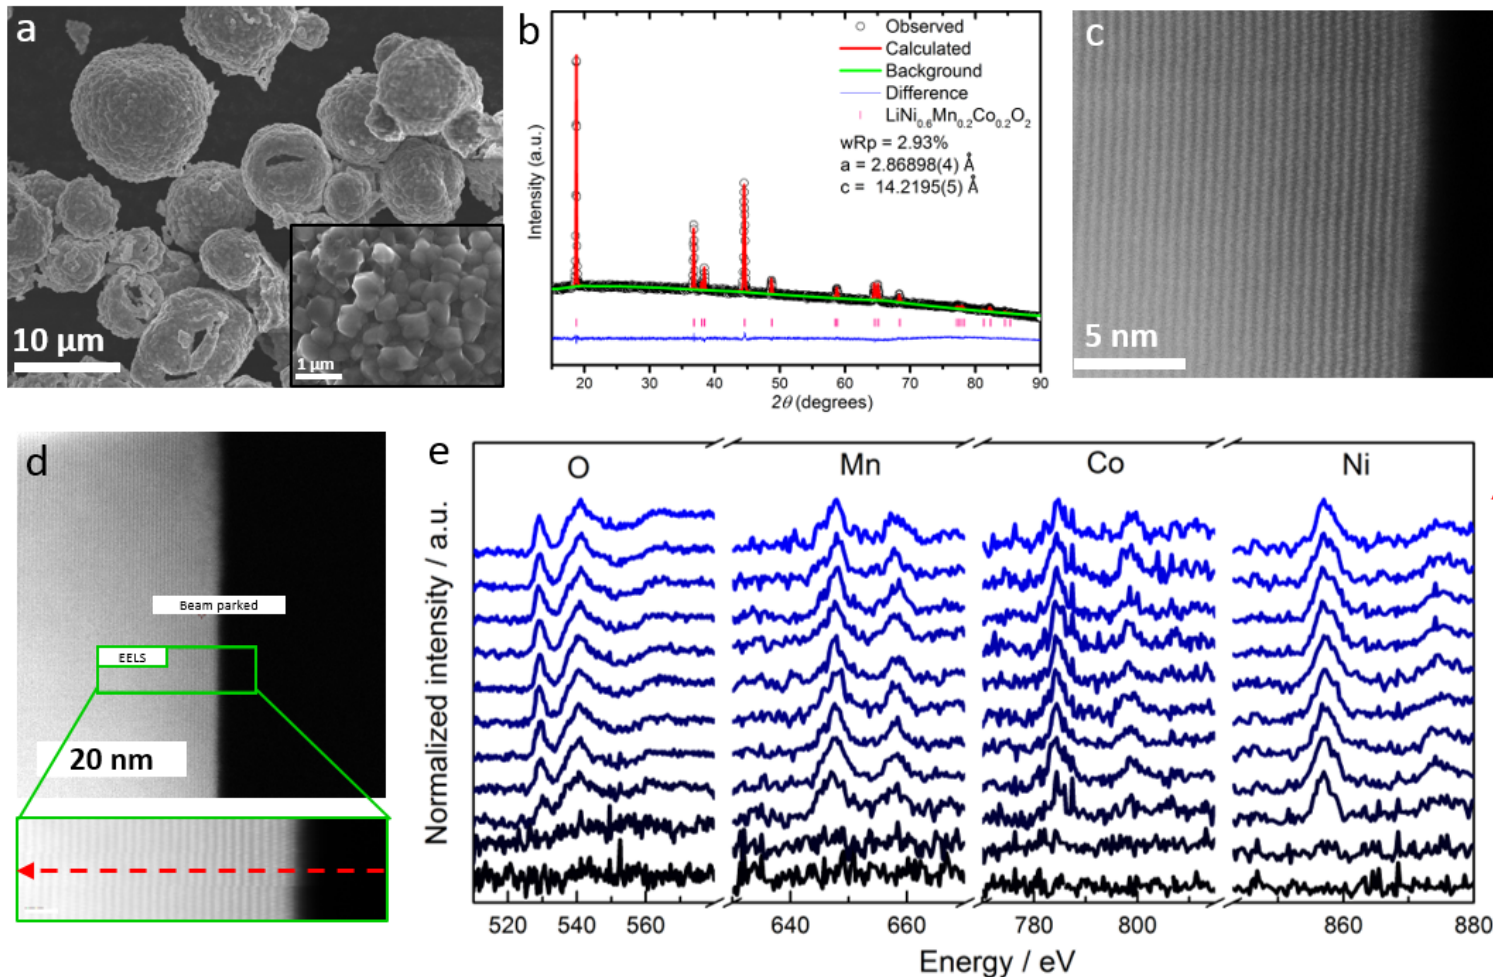 a
10 μm
1 μm
b
Observed
Calculated
Background
Difference
LiNi0.6Mn0.2Co0.2O2
wRp = 2.93%
a = 2.86898(4) Å
c = 14.2195(5) Å
Intensity (a.u.)
20 30 40 50 60 70 80 90
2θ (degrees)
c
5 nm
d
Beam parked
EELS
20 nm
e
O Mn Co Ni
Normalized intensity / a.u.
520 540 560 640 660 780 800 860 880
Energy / eV